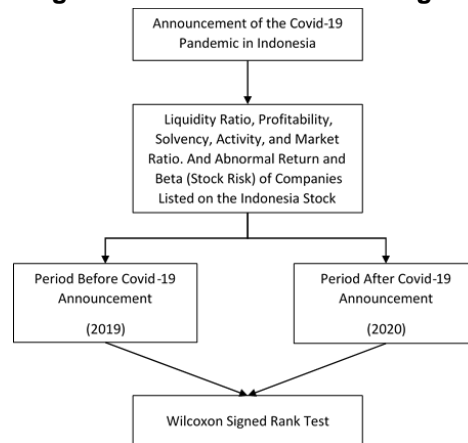 Announcement of the Covid-19
Pandemic in Indonesia
Liquidity Ratio, Profitability,
Solvency, Activity, and Market
Ratio. And Abnormal Return and
Beta (Stock Risk) of Companies
Listed on the Indonesia Stock
Period Before Covid-19
Announcement
(2019)
Period After Covid-19
Announcement
(2020)
Wilcoxon Signed Rank Test